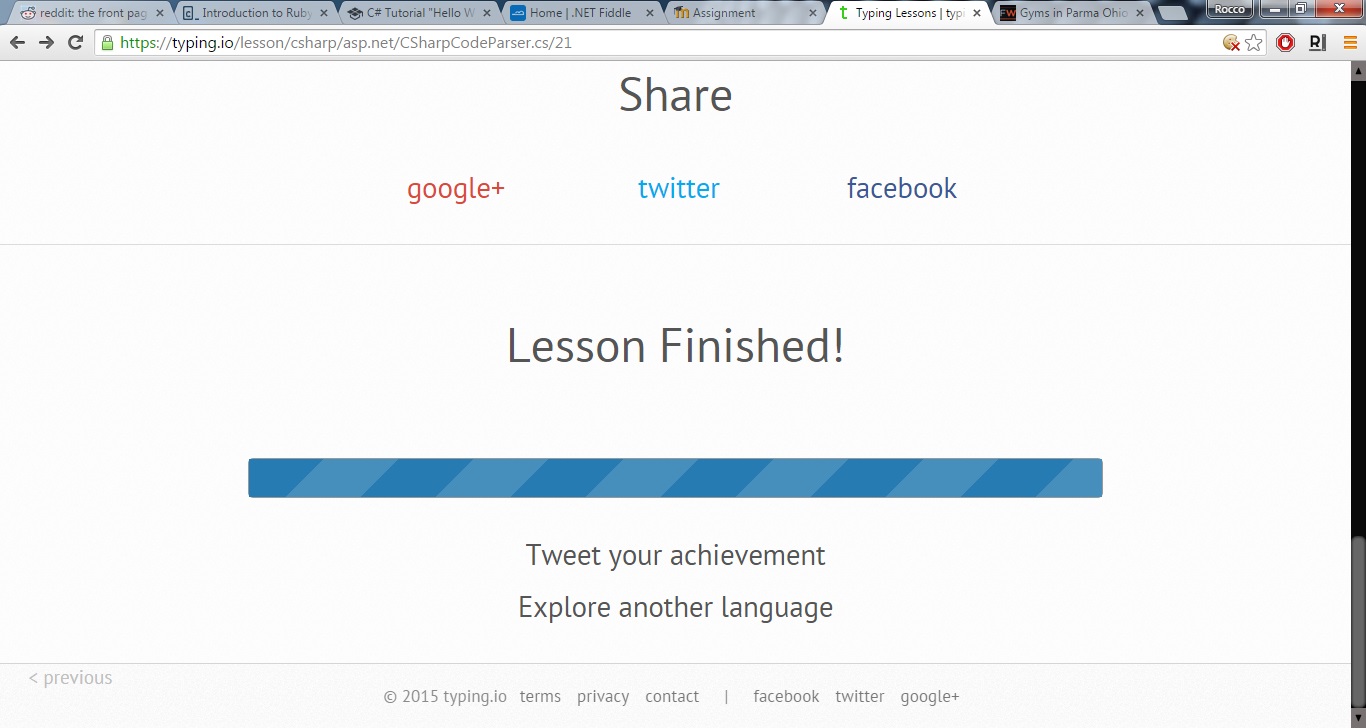 reddit: the front pag
Introduction to Ruby
C# Tutorial "Hello W
Home | .NET Fiddle
Assignment
Typing Lessons | typi
Gyms in Parma Ohio
Rocco
https://typing.io/lesson/csharp/asp.net/CSharpCodeParser.cs/21
Share
google+ twitter facebook
Lesson Finished!
Tweet your achievement
Explore another language
< previous
© 2015 typing.io terms privacy contact | facebook twitter google+